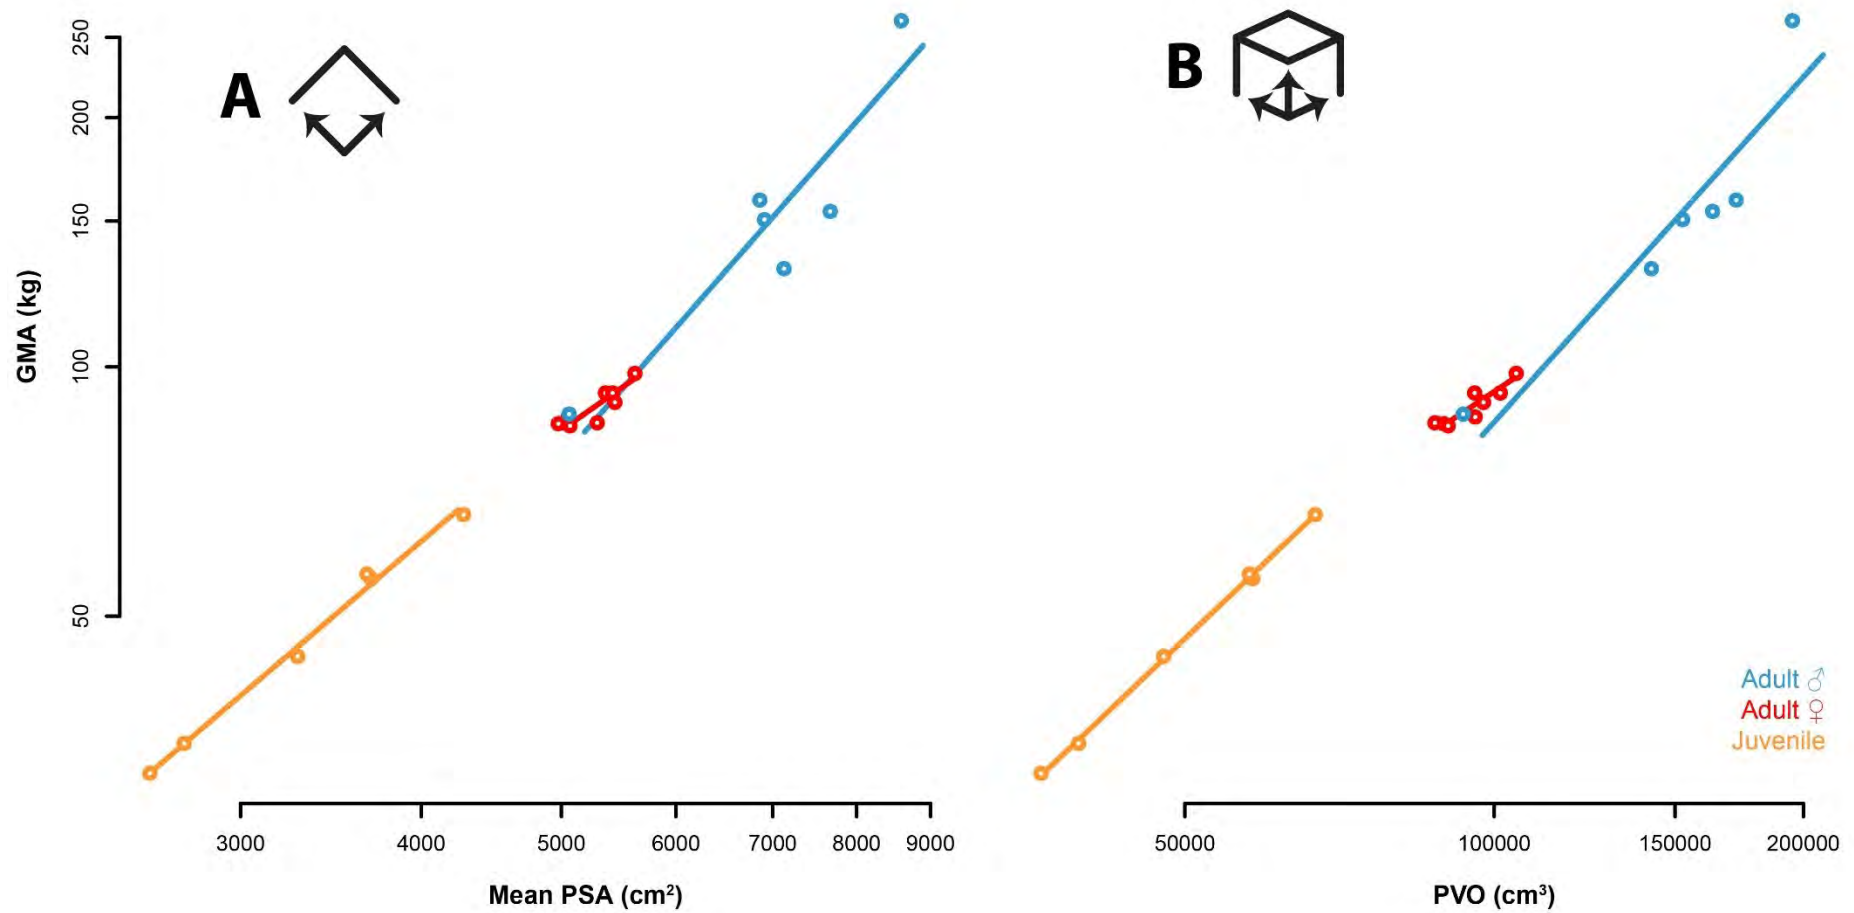 A
B
GMA (kg)
250
200
150
100
50
3000 4000 5000 6000 7000 8000 9000
Mean PSA (cm²)
50000 100000 150000 200000
PVO (cm³)
Adult ♂
Adult ♀
Juvenile